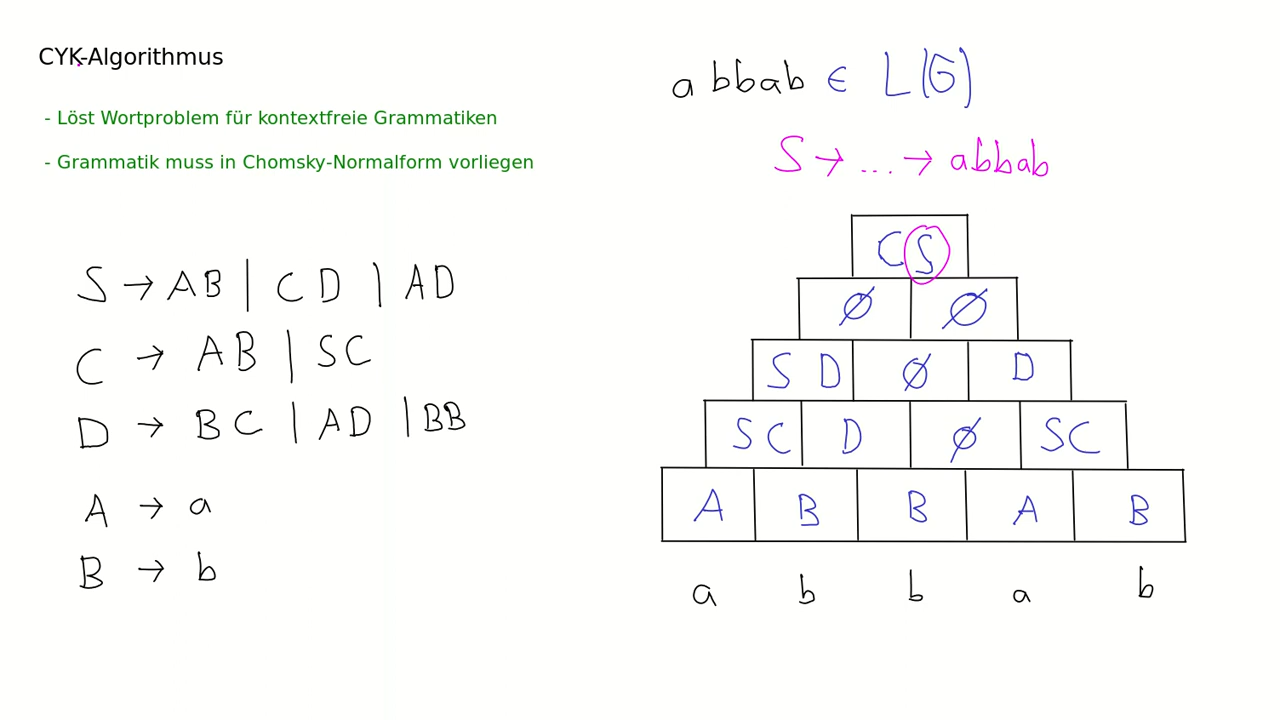 CYK-Algorithmus
- Löst Wortproblem für kontextfreie Grammatiken
- Grammatik muss in Chomsky-Normalform vorliegen
S → AB | CD | AD
C → AB | SC
D → BC | AD | BB
A → a
B → b
abbab ∈ L(G)
S → ... → abbab
C S
∅ ∅
S D ∅ D
S C D ∅ S C
A B B A B
a b b a b